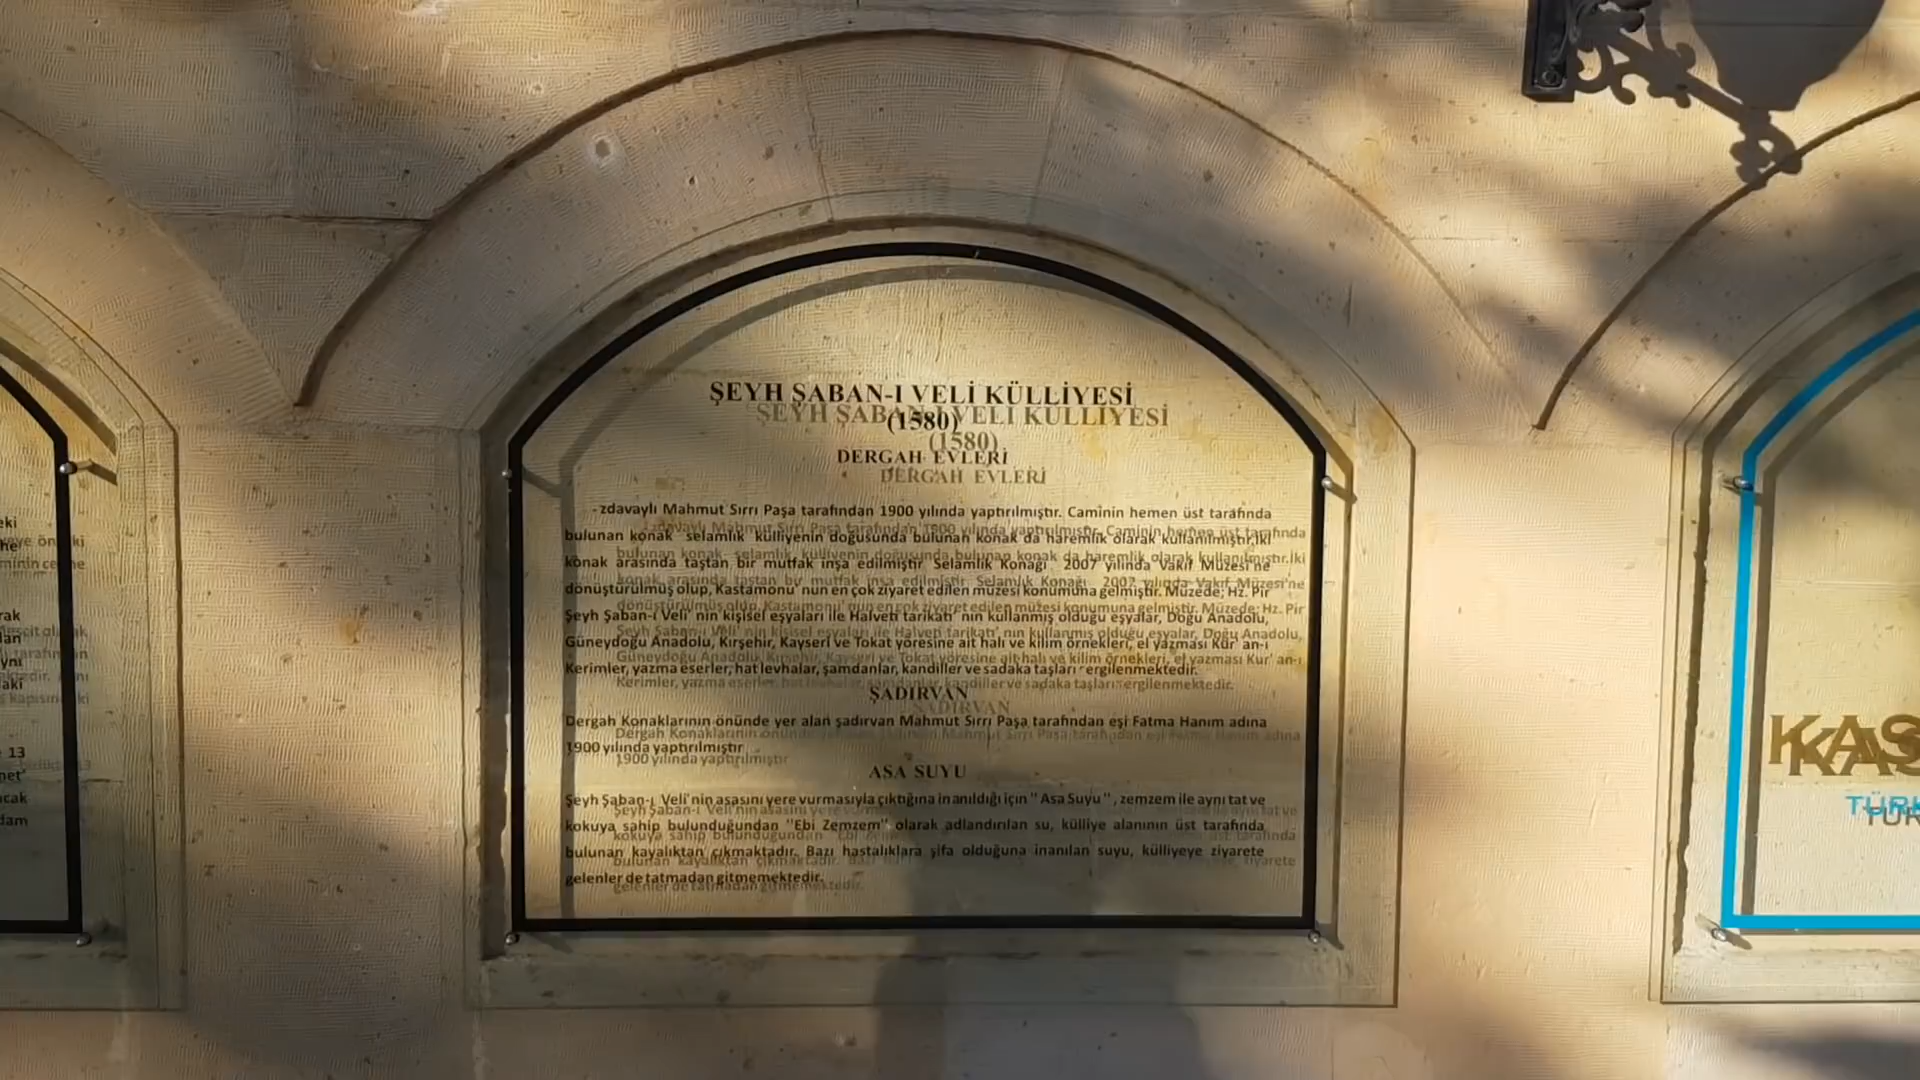 ŞEYH ŞABAN-I VELİ KÜLLİYESİ
(1580)
DERGAH EVLERİ
zdavaylı Mahmut Sırrı Paşa tarafından 1900 yılında yaptırılmıştır. Caminin hemen üst tarafında
bulunan konak selamlık külliyenin doğusunda bulunan konak da haremlik olarak kullanılmıştır.İki
konak arasında taştan bir mutfak inşa edilmiştir Selamlık Konağı 2007 yılında Vakıf Müzesi'ne
dönüştürülmüş olup, Kastamonu' nun en çok ziyaret edilen müzesi konumuna gelmiştir. Müzede; Hz. Pir
Şeyh Şaban-ı Veli' nin kişisel eşyaları ile Halveti tarikatı' nın kullanmış olduğu eşyalar, Doğu Anadolu,
Güneydoğu Anadolu, Kırşehir, Kayseri ve Tokat yöresine ait halı ve kilim örnekleri, el yazması Kur' an-ı
Kerimler, yazma eserler, hat levhalar, şamdanlar, kandiller ve sadaka taşları ergilenmektedir.
ŞADIRVAN
Dergah Konaklarının önünde yer alan şadırvan Mahmut Sırrı Paşa tarafından eşi Fatma Hanım adına
1900 yılında yaptırılmıştır
ASA SUYU
Şeyh Şaban-ı Veli'nin asasını yere vurmasıyla çıktığına inanıldığı için "Asa Suyu", zemzem ile aynı tat ve
kokuya sahip bulunduğundan "Ebi Zemzem" olarak adlandırılan su, külliye alanının üst tarafında
bulunan kayalıktan çıkmaktadır. Bazı hastalıklara şifa olduğuna inanılan suyu, külliyeye ziyarete
gelenler de tatmadan gitmemektedir.
KAS
TÜRK